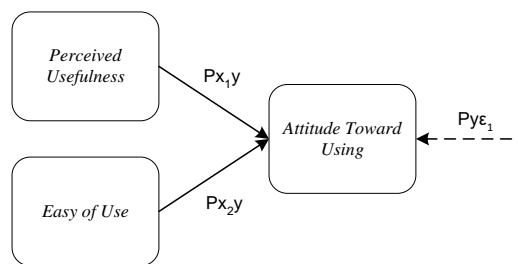 Perceived
Usefulness
Px₁y
Attitude Toward
Using
Pyε₁
Easy of Use
Px₂y